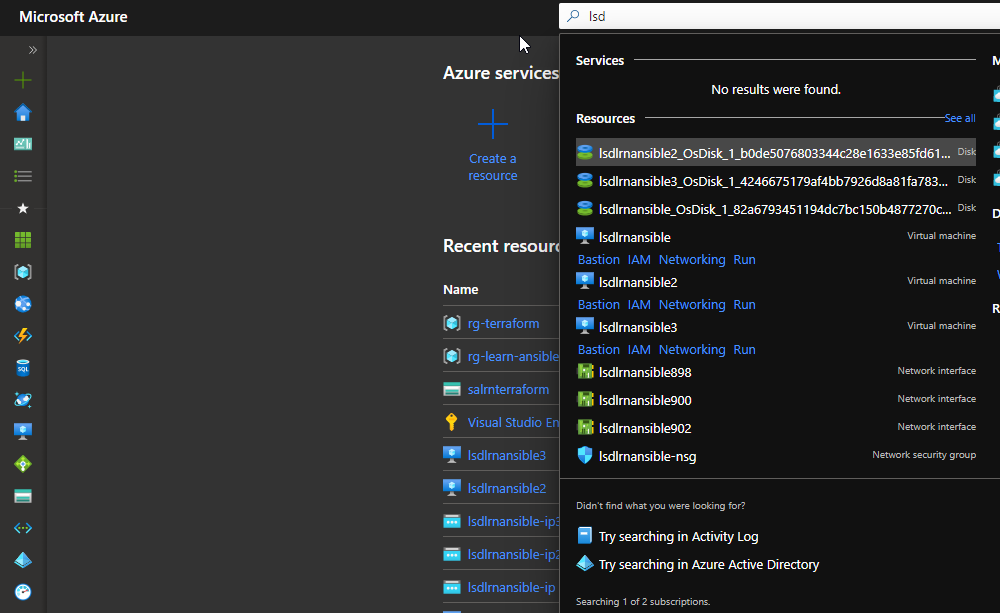 Microsoft Azure
lsd
Services
No results were found.
Resources
See all
lsdlrnansible2_OsDisk_1_b0de5076803344c28e1633e85fd61... Disk
lsdlrnansible3_OsDisk_1_4246675179af4bb7926d8a81fa783... Disk
lsdlrnansible_OsDisk_1_82a6793451194dc7bc150b4877270c... Disk
lsdlrnansible Virtual machine
Bastion IAM Networking Run
lsdlrnansible2 Virtual machine
Bastion IAM Networking Run
lsdlrnansible3 Virtual machine
Bastion IAM Networking Run
lsdlrnansible898 Network interface
lsdlrnansible900 Network interface
lsdlrnansible902 Network interface
lsdlrnansible-nsg Network security group
Didn't find what you were looking for?
Try searching in Activity Log
Try searching in Azure Active Directory
Searching 1 of 2 subscriptions.
Azure services
Create a
resource
Recent resourc
Name
rg-terraform
rg-learn-ansible
salrnterraform
Visual Studio En
lsdlrnansible3
lsdlrnansible2
lsdlrnansible-ip3
lsdlrnansible-ip2
lsdlrnansible-ip